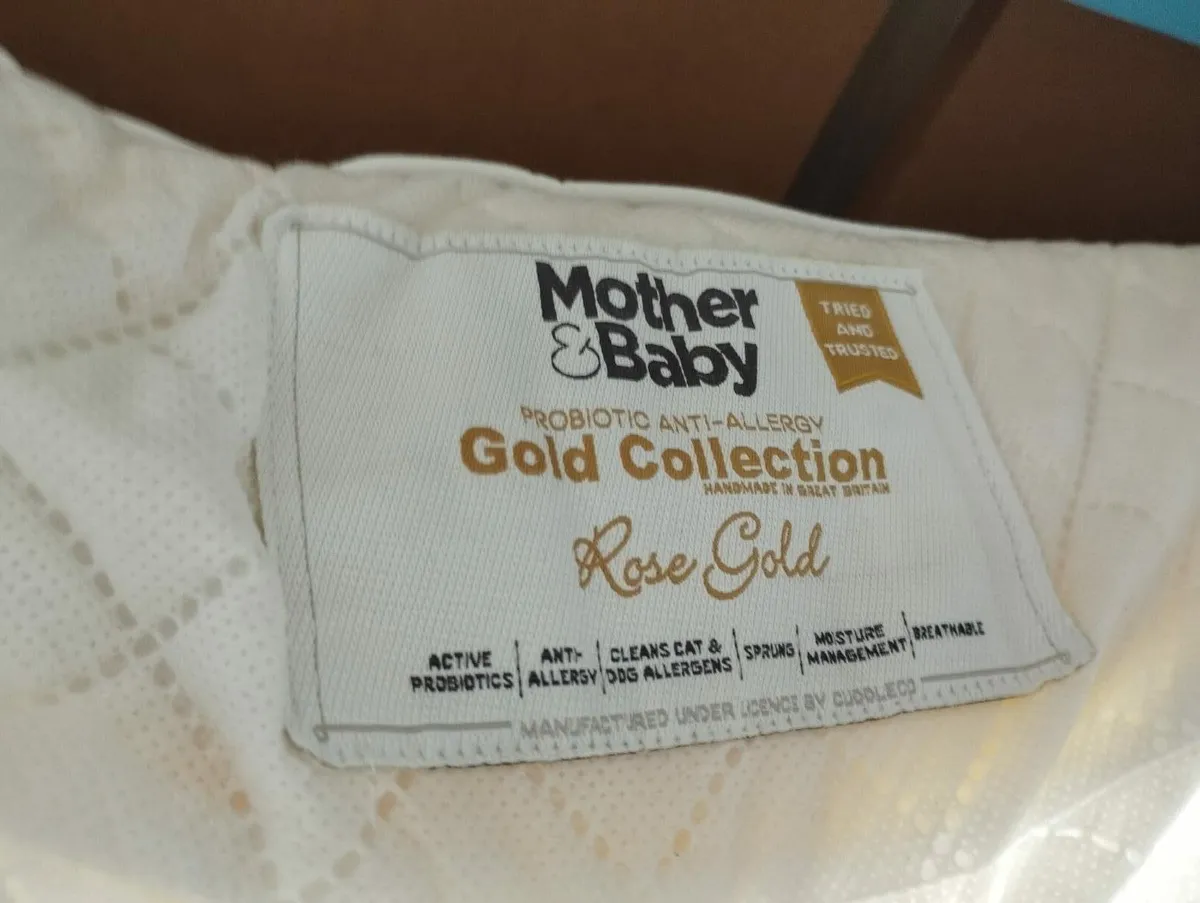 Mother
&Baby
TRIED
AND
TRUSTED
PROBIOTIC ANTI-ALLERGY
Gold Collection
HANDMADE IN GREAT BRITAIN
Rose Gold
ACTIVE
PROBIOTICS
ANTI-
ALLERGY
CLEANS CAT &
DOG ALLERGENS
SPRUNG
MOISTURE
MANAGEMENT
BREATHABLE
MANUFACTURED UNDER LICENCE BY CUDDLECO